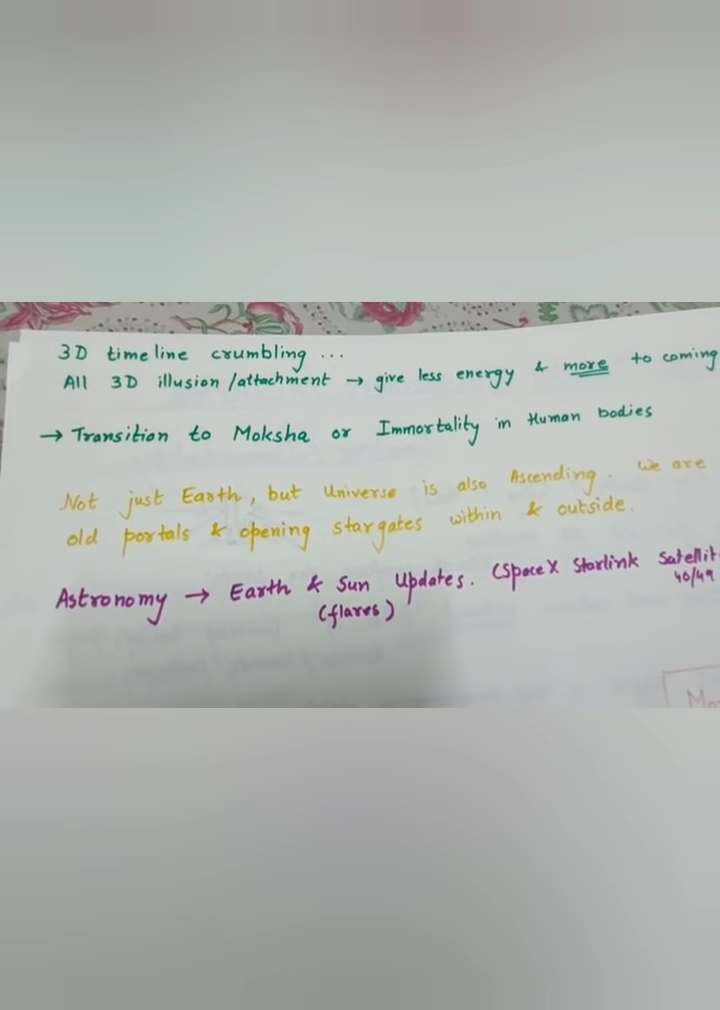 3D timeline crumbling ...
All 3D illusion/attachment → give less energy & more to coming
→ Transition to Moksha or Immortality in Human bodies
Not just Earth, but Universe is also Ascending. We are
old portals & opening stargates within & outside.
Astronomy → Earth & Sun Updates. (SpaceX Starlink Satellit
(flares)
40/49